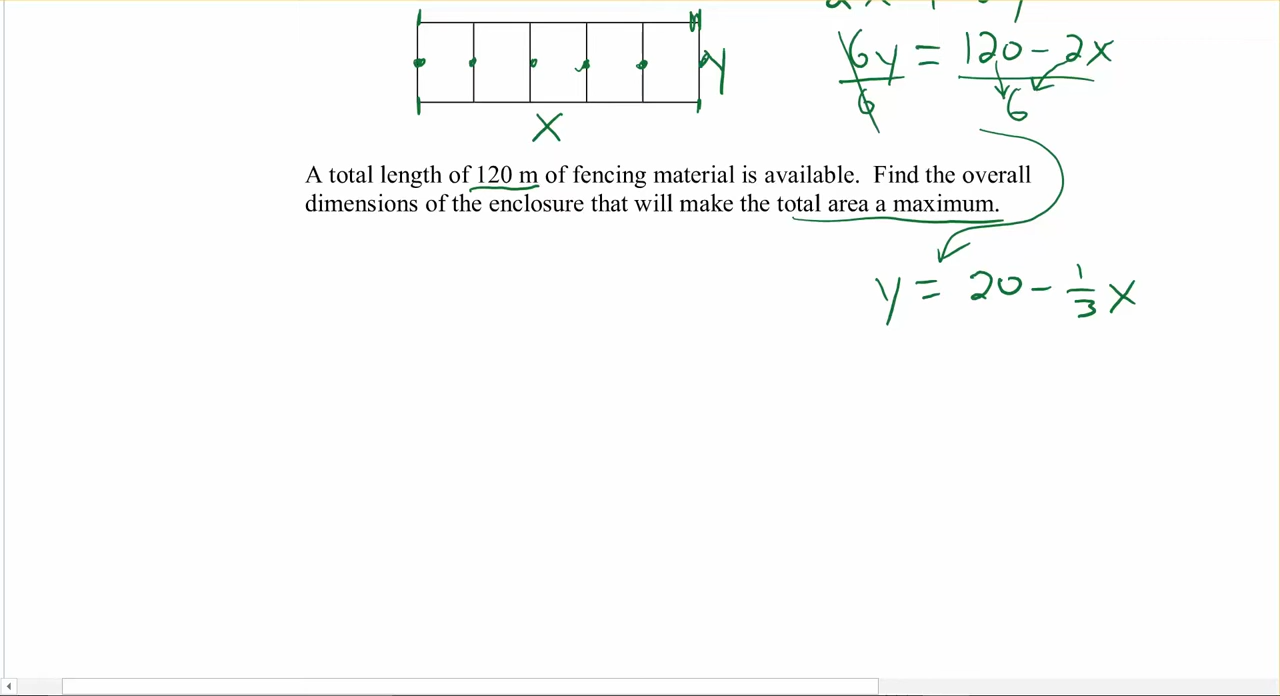 6y = 120 - 2x
6 6
y
x
A total length of 120 m of fencing material is available. Find the overall
dimensions of the enclosure that will make the total area a maximum.
y = 20 - 1/3 x